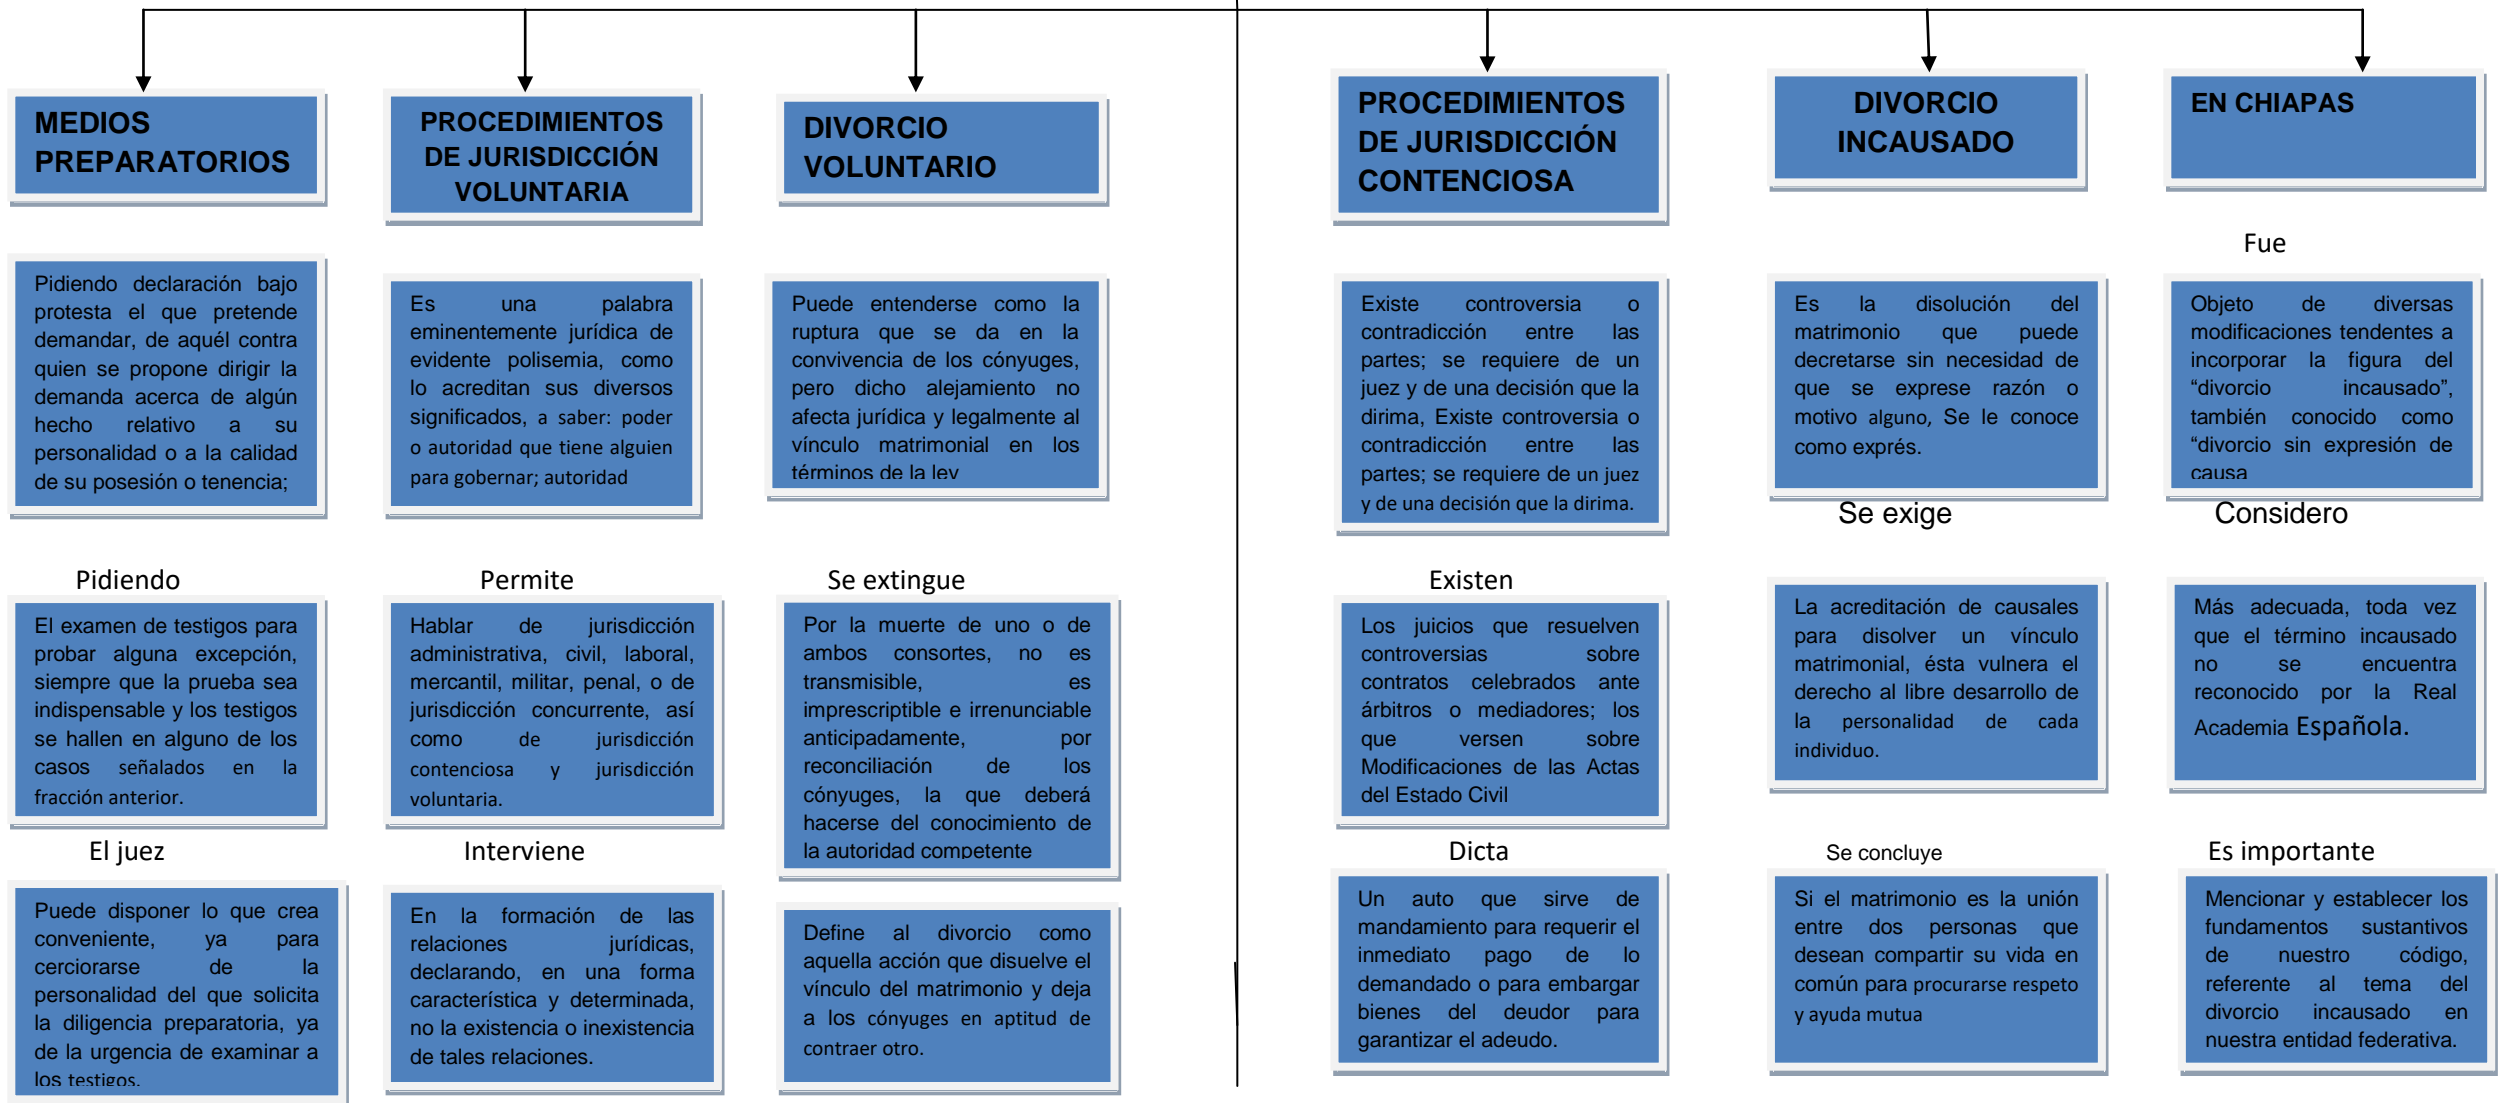 MEDIOS
PREPARATORIOS
Pidiendo declaración bajo
protesta el que pretende
demandar, de aquél contra
quien se propone dirigir la
demanda acerca de algún
hecho relativo a su
personalidad o a la calidad
de su posesión o tenencia;
Pidiendo
El examen de testigos para
probar alguna excepción,
siempre que la prueba sea
indispensable y los testigos
se hallen en alguno de los
casos señalados en la
fracción anterior.
El juez
Puede disponer lo que crea
conveniente, ya para
cerciorarse de la
personalidad del que solicita
la diligencia preparatoria, ya
de la urgencia de examinar a
los testigos.
PROCEDIMIENTOS
DE JURISDICCIÓN
VOLUNTARIA
Es una palabra
eminentemente jurídica de
evidente polisemia, como
lo acreditan sus diversos
significados, a saber: poder
o autoridad que tiene alguien
para gobernar; autoridad
Permite
Hablar de jurisdicción
administrativa, civil, laboral,
mercantil, militar, penal, o de
jurisdicción concurrente, así
como de jurisdicción
contenciosa y jurisdicción
voluntaria.
Interviene
En la formación de las
relaciones jurídicas,
declarando, en una forma
característica y determinada,
no la existencia o inexistencia
de tales relaciones.
DIVORCIO
VOLUNTARIO
Puede entenderse como la
ruptura que se da en la
convivencia de los cónyuges,
pero dicho alejamiento no
afecta jurídica y legalmente al
vínculo matrimonial en los
términos de la ley
Se extingue
Por la muerte de uno o de
ambos consortes, no es
transmisible, es
imprescriptible e irrenunciable
anticipadamente, por
reconciliación de los
cónyuges, la que deberá
hacerse del conocimiento de
la autoridad competente
Define al divorcio como
aquella acción que disuelve el
vínculo del matrimonio y deja
a los cónyuges en aptitud de
contraer otro.
PROCEDIMIENTOS
DE JURISDICCIÓN
CONTENCIOSA
Existe controversia o
contradicción entre las
partes; se requiere de un
juez y de una decisión que la
dirima, Existe controversia o
contradicción entre las
partes; se requiere de un juez
y de una decisión que la dirima.
Existen
Los juicios que resuelven
controversias sobre
contratos celebrados ante
árbitros o mediadores; los
que versen sobre
Modificaciones de las Actas
del Estado Civil
Dicta
Un auto que sirve de
mandamiento para requerir el
inmediato pago de lo
demandado o para embargar
bienes del deudor para
garantizar el adeudo.
DIVORCIO
INCAUSADO
Es la disolución del
matrimonio que puede
decretarse sin necesidad de
que se exprese razón o
motivo alguno, Se le conoce
como exprés.
Se exige
La acreditación de causales
para disolver un vínculo
matrimonial, ésta vulnera el
derecho al libre desarrollo de
la personalidad de cada
individuo.
Se concluye
Si el matrimonio es la unión
entre dos personas que
desean compartir su vida en
común para procurarse respeto
y ayuda mutua
EN CHIAPAS
Fue
Objeto de diversas
modificaciones tendentes a
incorporar la figura del
“divorcio incausado”,
también conocido como
“divorcio sin expresión de
causa
Considero
Más adecuada, toda vez
que el término incausado
no se encuentra
reconocido por la Real
Academia Española.
Es importante
Mencionar y establecer los
fundamentos sustantivos
de nuestro código,
referente al tema del
divorcio incausado en
nuestra entidad federativa.